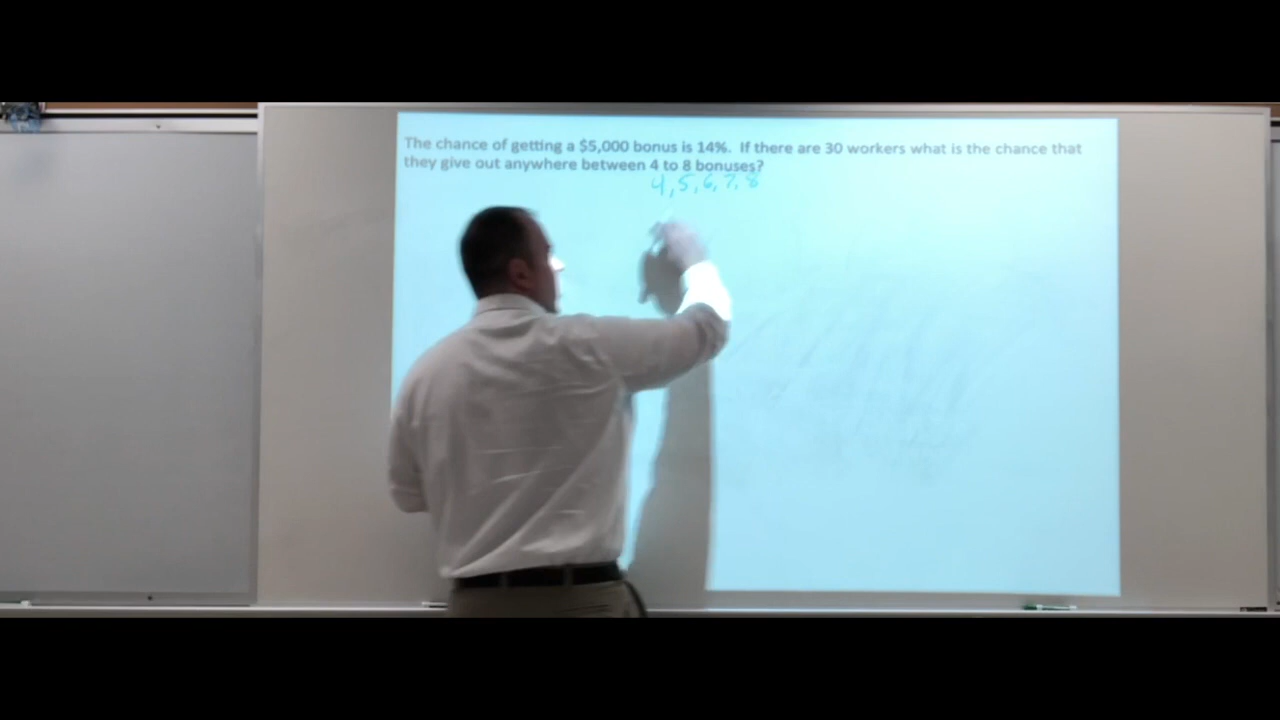 The chance of getting a $5,000 bonus is 14%. If there are 30 workers what is the chance that
they give out anywhere between 4 to 8 bonuses?
4, 5, 6, 7, 8